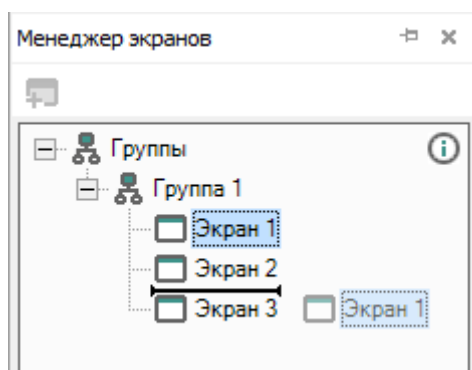 Менеджер экранов
Группы
Группа 1
Экран 1
Экран 2
Экран 3 Экран 1